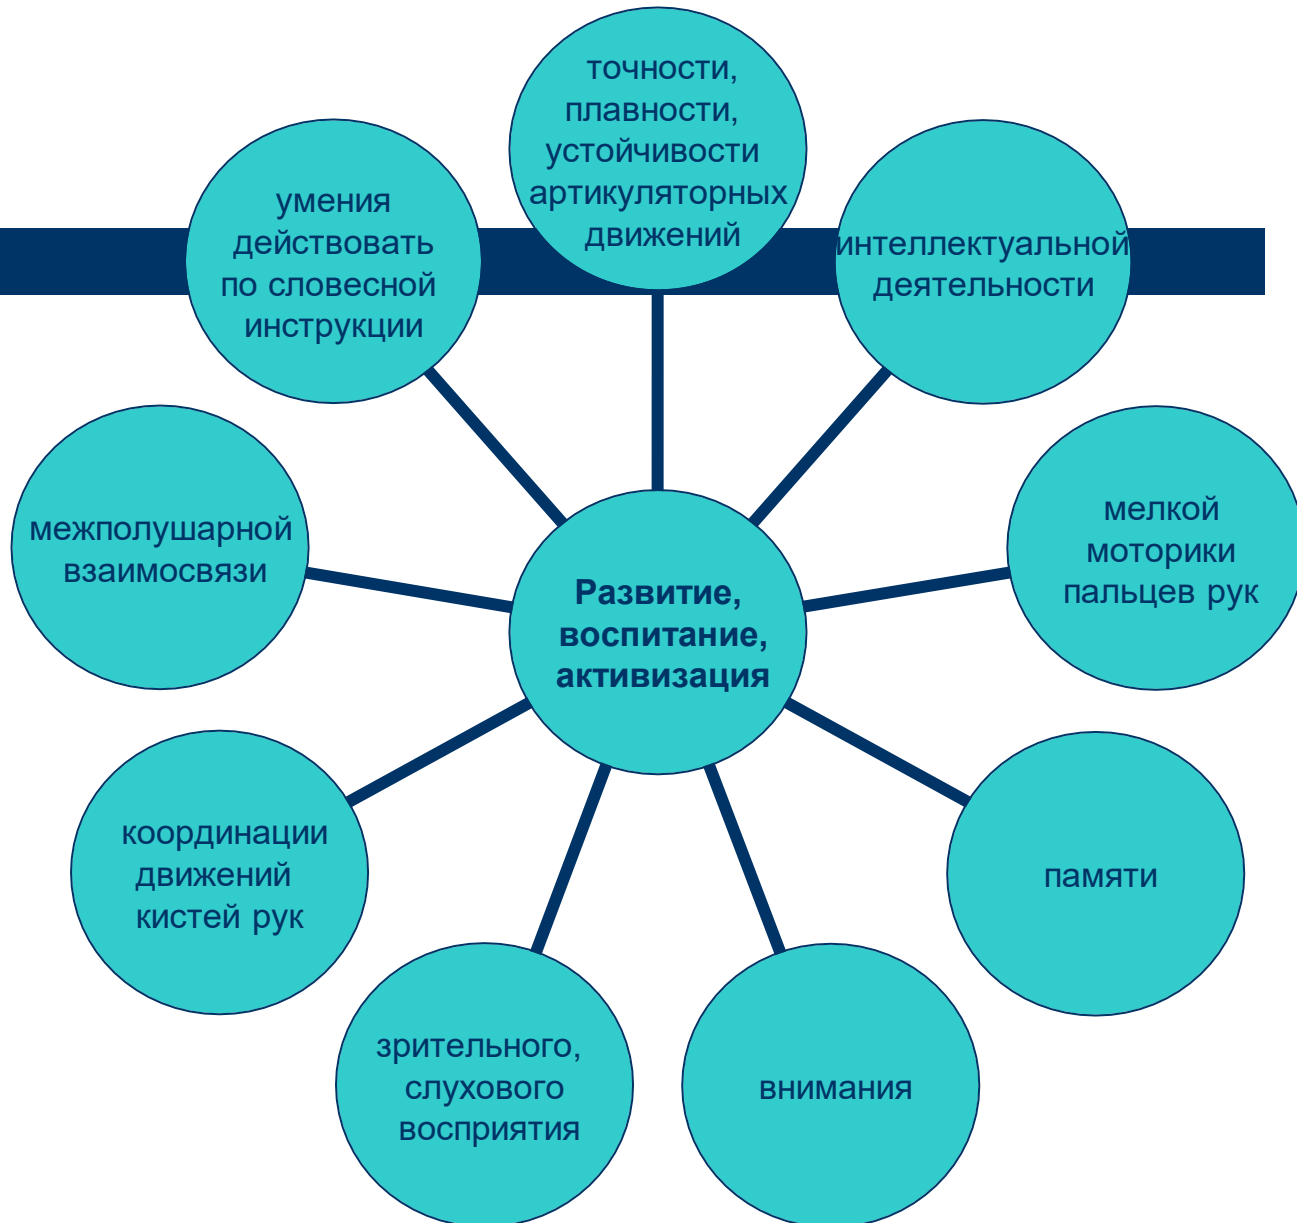 точности,
плавности,
устойчивости
артикуляторных
движений
умения
действовать
по словесной
инструкции
интеллектуальной
деятельности
межполушарной
взаимосвязи
мелкой
моторики
пальцев рук
Развитие,
воспитание,
активизация
координации
движений
кистей рук
памяти
зрительного,
слухового
восприятия
внимания